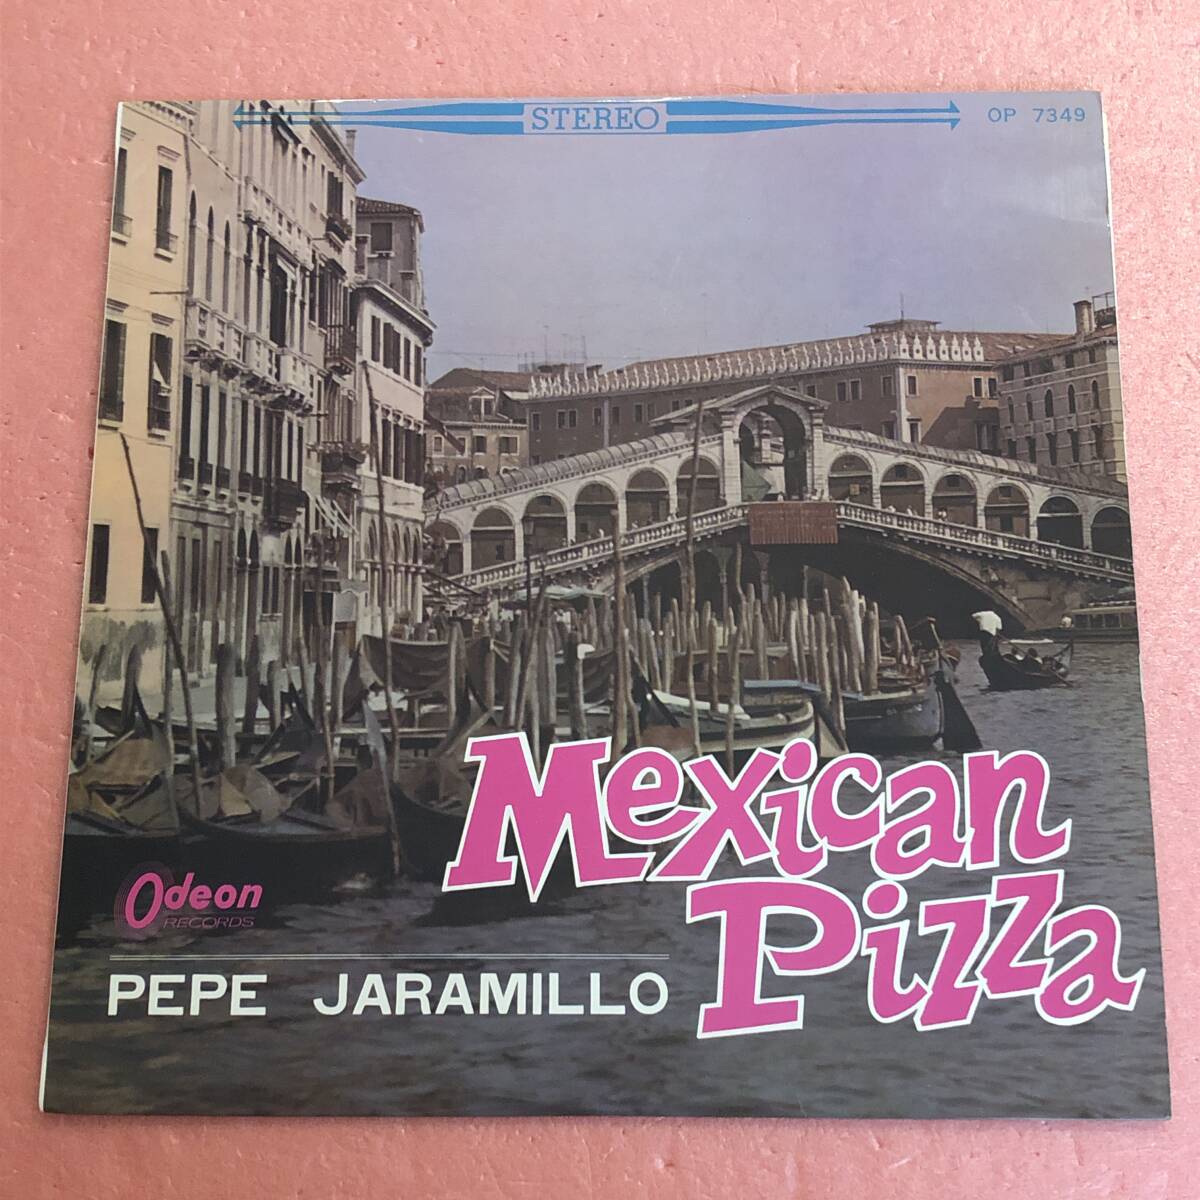 STEREO
OP 7349
Mexican
Pizza
Odeon
RECORDS
PEPE JARAMILLO